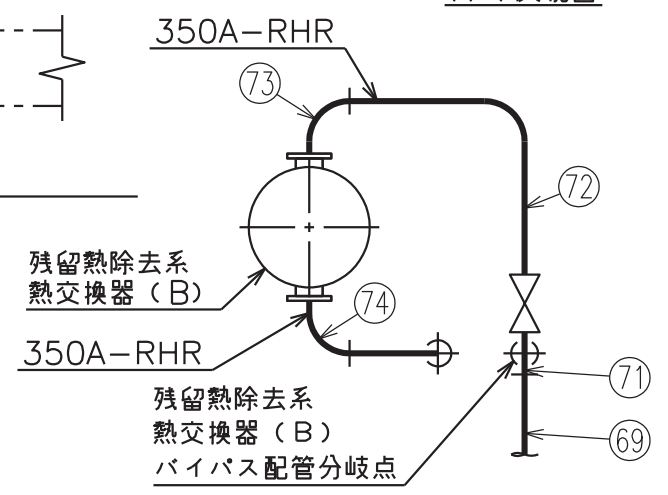 350A-RHR
73
72
残留熱除去系
熱交換器（B）
74
350A-RHR
71
残留熱除去系
熱交換器（B）
バイパス配管分岐点
69